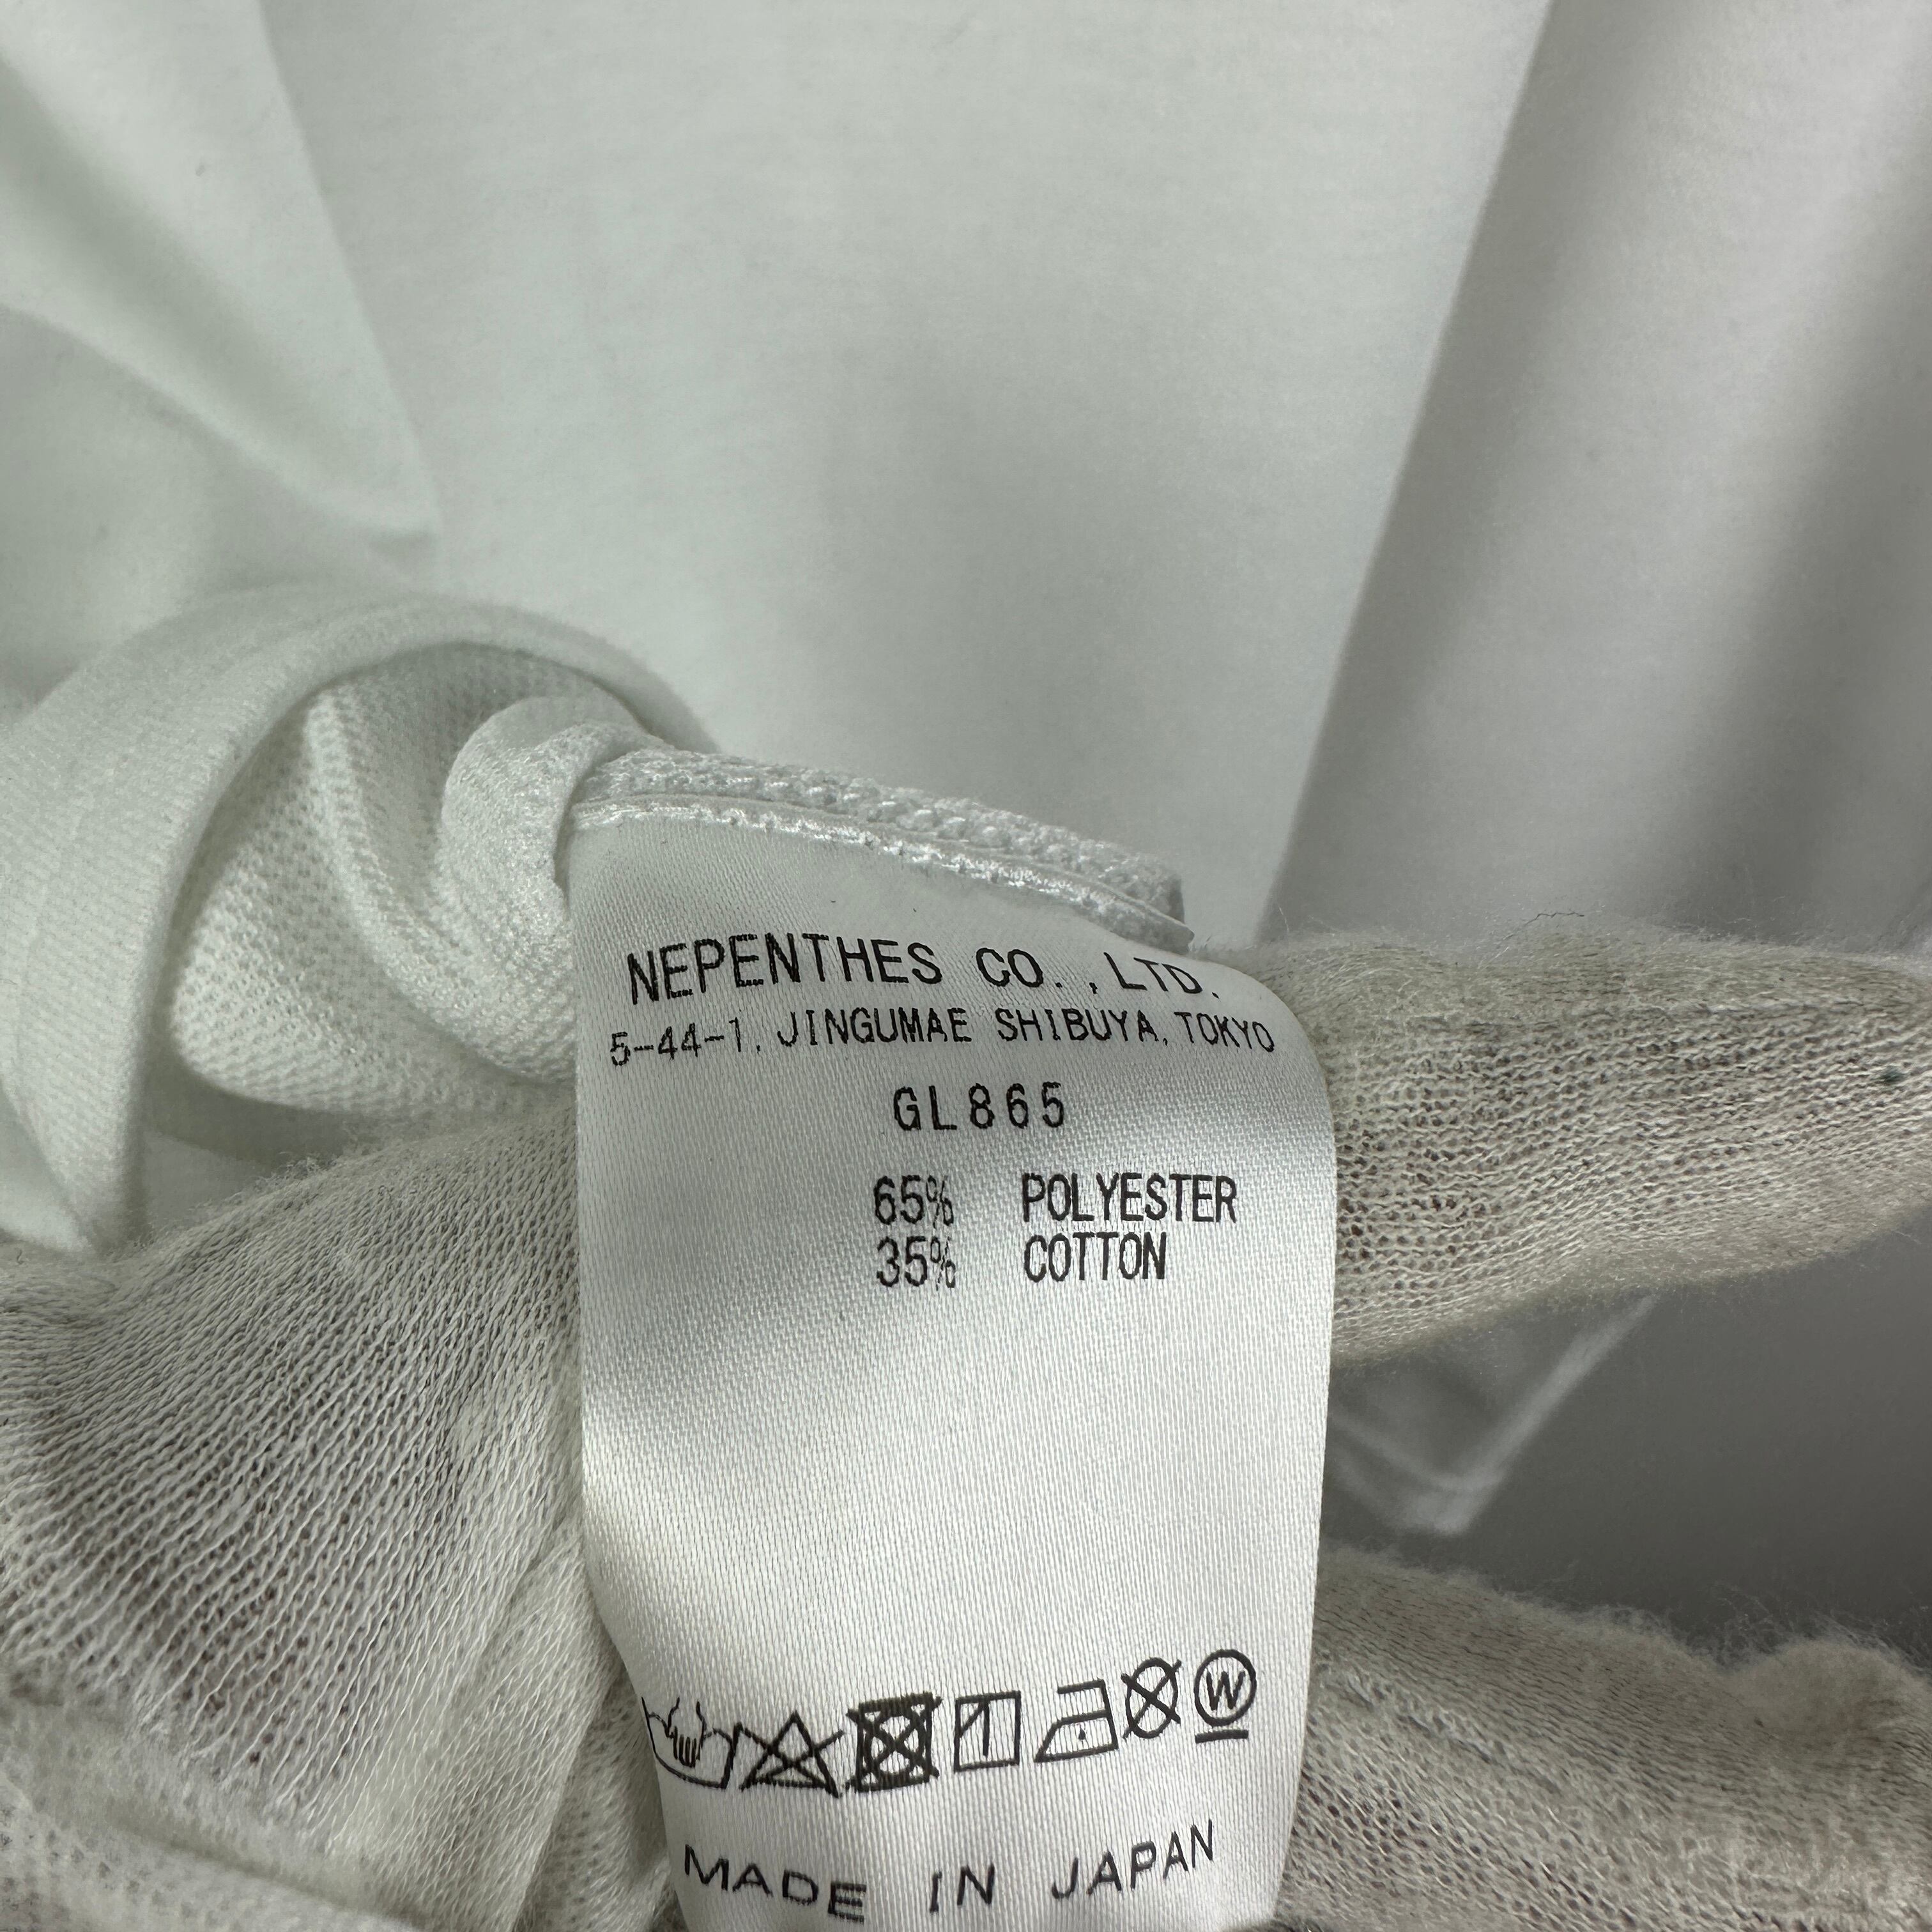 NEPENTHES CO.,LTD.
5-44-1, JINGUMAE SHIBUYA, TOKYO
GL865
65% POLYESTER
35% COTTON
W
MADE IN JAPAN